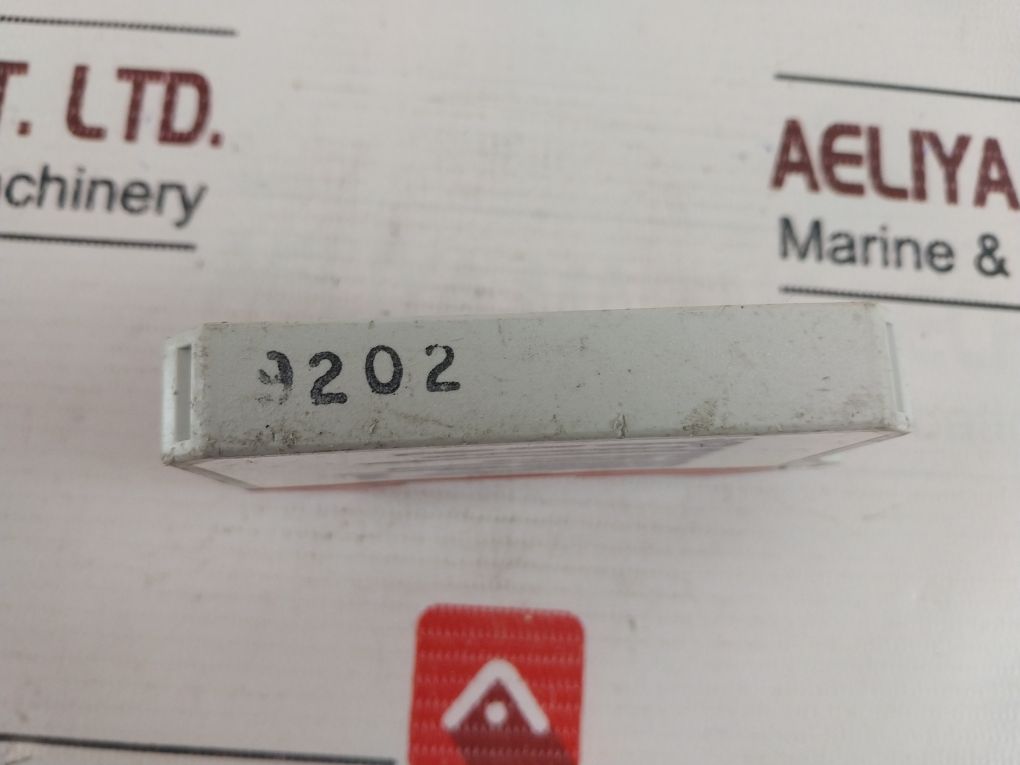 T. LTD.
chinery
AELIYA
Marine &
9202